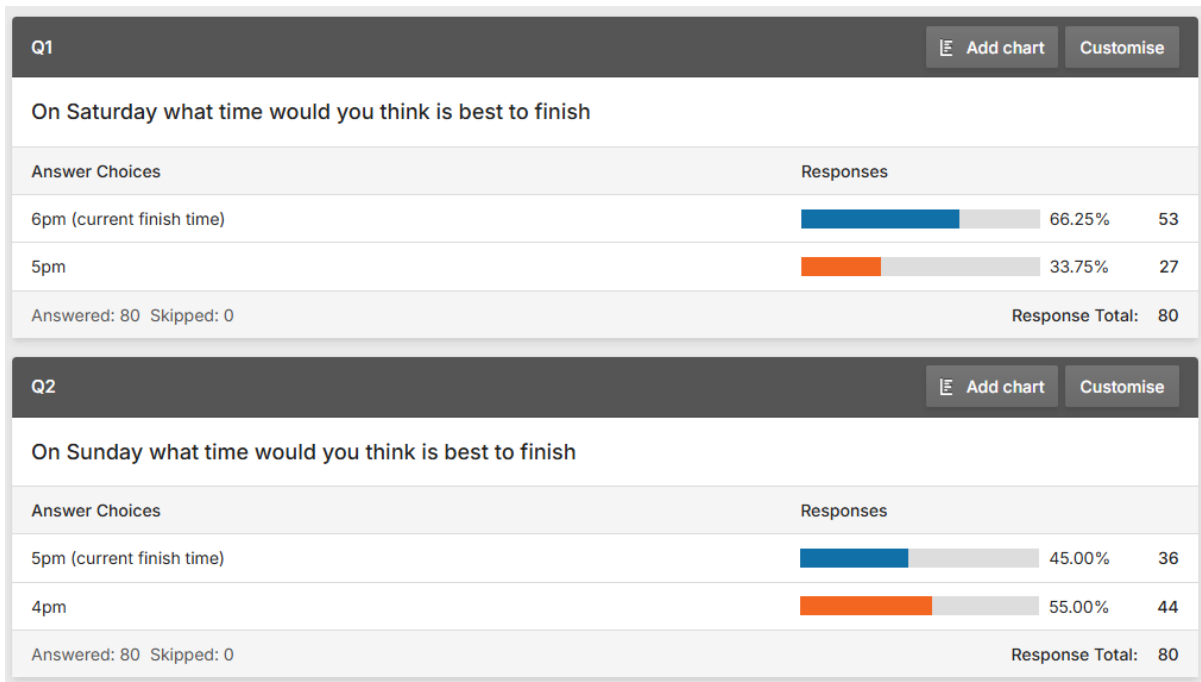 Q1 Add chart Customise
On Saturday what time would you think is best to finish
Answer Choices Responses
6pm (current finish time) 66.25% 53
5pm 33.75% 27
Answered: 80 Skipped: 0 Response Total: 80
Q2 Add chart Customise
On Sunday what time would you think is best to finish
Answer Choices Responses
5pm (current finish time) 45.00% 36
4pm 55.00% 44
Answered: 80 Skipped: 0 Response Total: 80